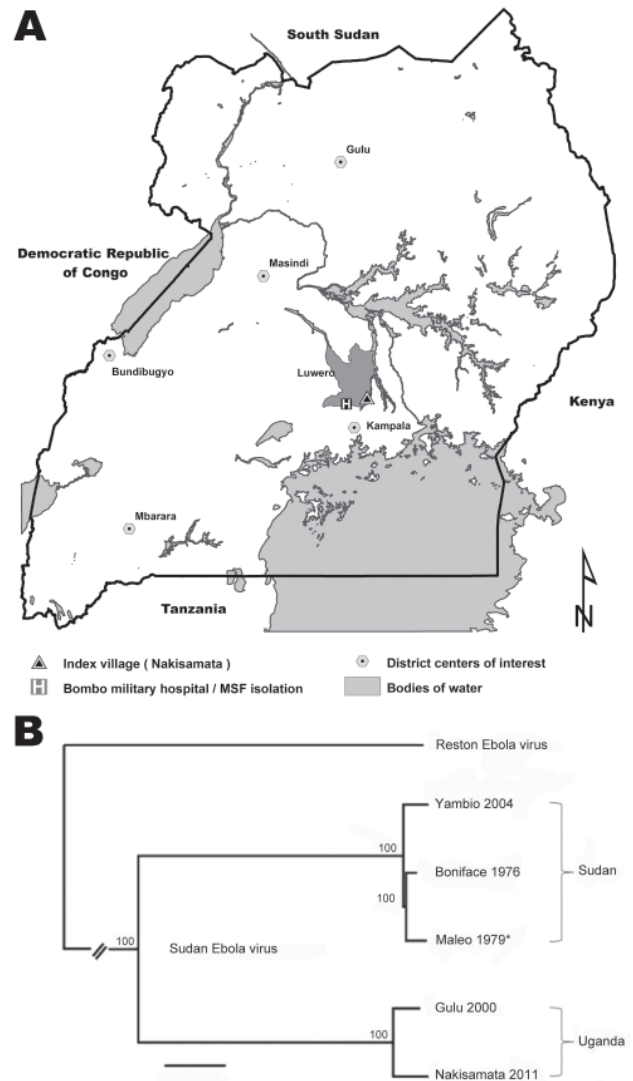 A
South Sudan
Gulu
Democratic Republic
of Congo
Masindi
Bundibugyo
Luwero
H
Kenya
Kampala
Mbarara
Tanzania
N
Index village ( Nakisamata )
District centers of interest
H Bombo military hospital / MSF isolation
Bodies of water
B
Reston Ebola virus
Yambio 2004
100
Boniface 1976
Sudan
100
Maleo 1979*
100
Sudan Ebola virus
Gulu 2000
100
Uganda
Nakisamata 2011